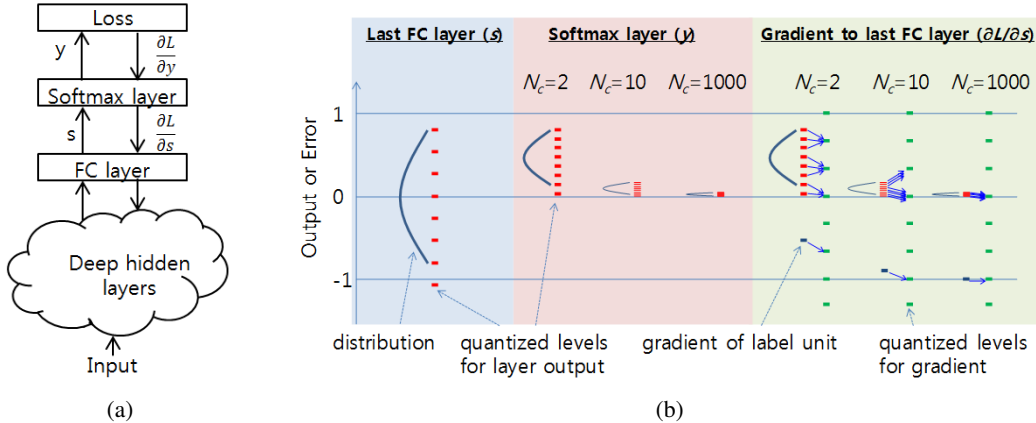 Loss
y
∂L/∂y
Softmax layer
s
∂L/∂s
FC layer
Deep hidden
layers
Input
(a)
Last FC layer (s)
Softmax layer (y)
Gradient to last FC layer (∂L/∂s)
Nc=2 Nc=10 Nc=1000
Nc=2 Nc=10 Nc=1000
Output or Error
1
0
-1
distribution
quantized levels
for layer output
gradient of label unit
quantized levels
for gradient
(b)